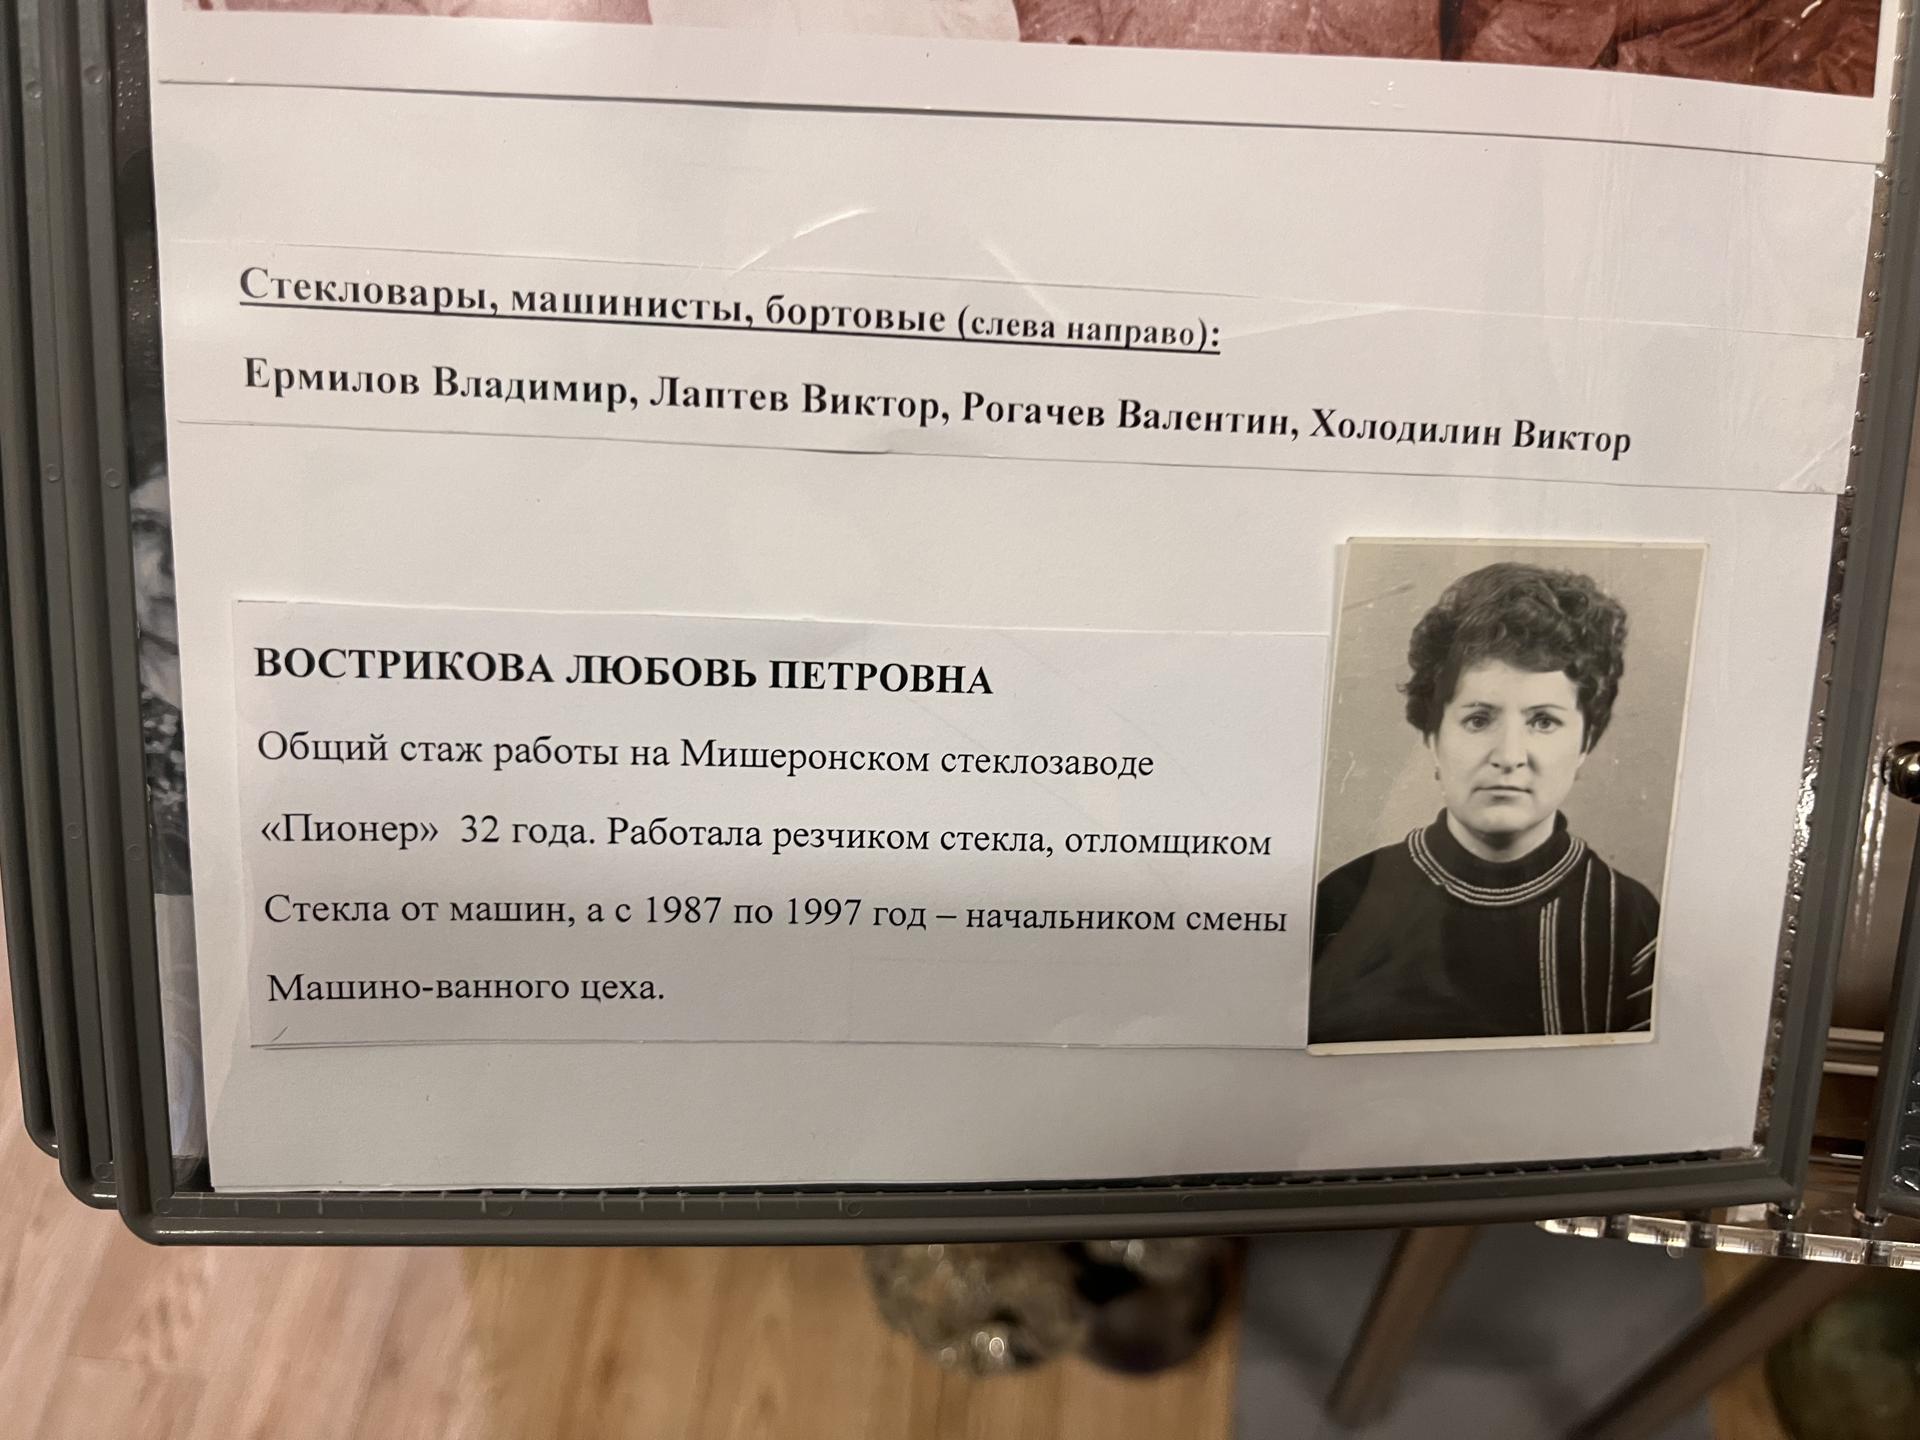 Стекловары, машинисты, бортовые (слева направо):
Ермилов Владимир, Лаптев Виктор, Рогачев Валентин, Холодилин Виктор
ВОСТРИКОВА ЛЮБОВЬ ПЕТРОВНА
Общий стаж работы на Мишеронском стеклозаводе
«Пионер» 32 года. Работала резчиком стекла, отломщиком
Стекла от машин, а с 1987 по 1997 год – начальником смены
Машино-ванного цеха.